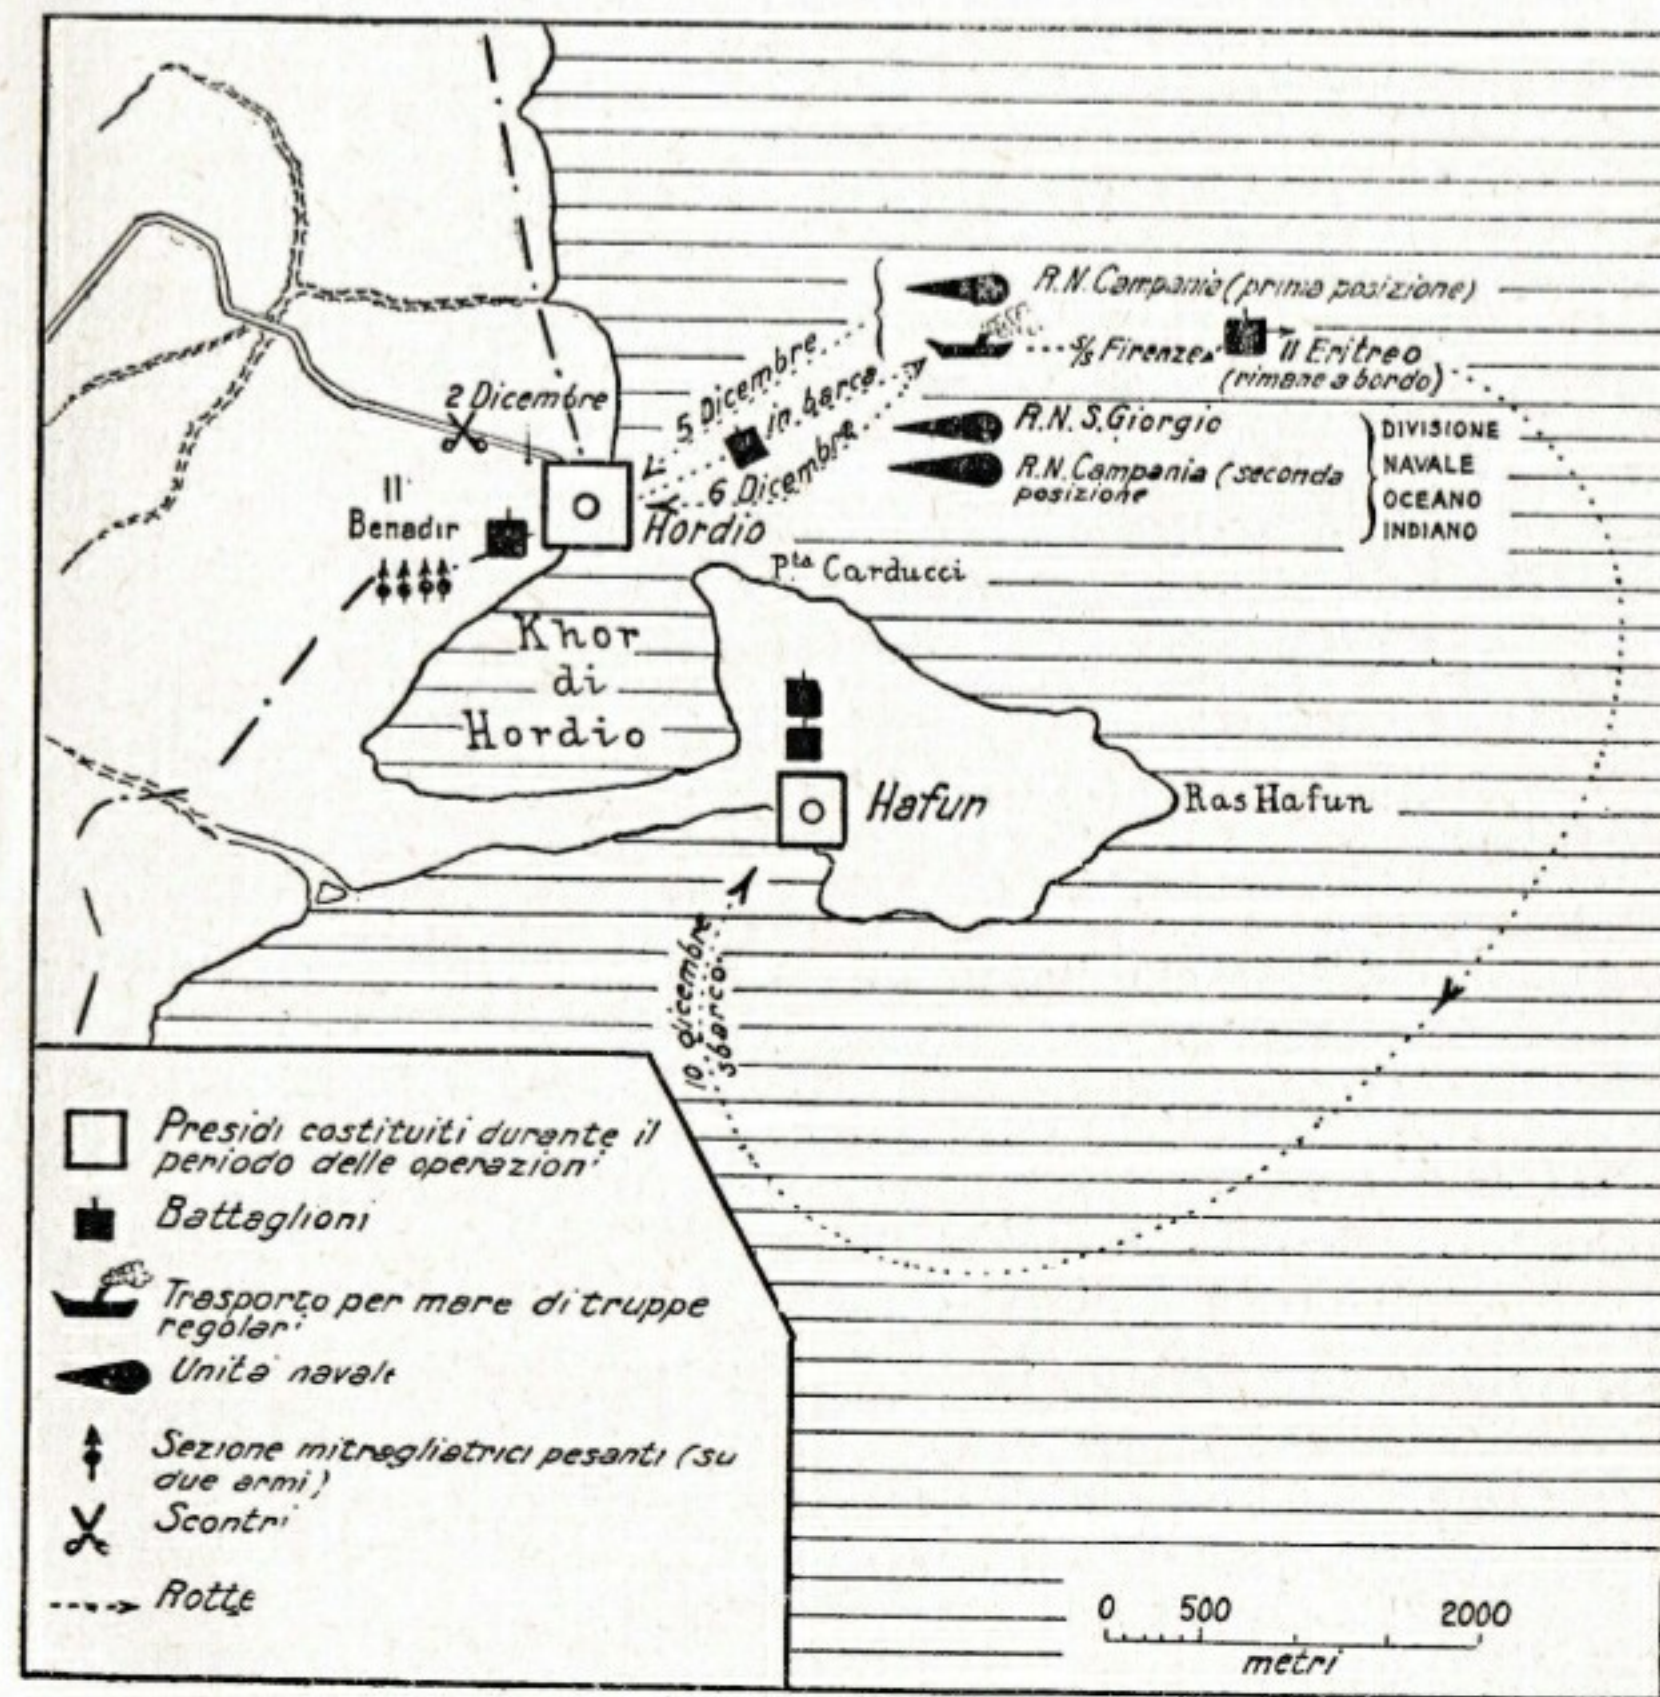 R.N. Campania (prima posizione)
s/s Firenze
II Eritreo
(rimane a bordo)
5 Dicembre
in barca
6 Dicembre
2 Dicembre
R.N. S. Giorgio
R.N. Campania (seconda
posizione
DIVISIONE
NAVALE
OCEANO
INDIANO
II
Benadir
Hordio
Pta Carducci
Khor
di
Hordio
Hafun
Ras Hafun
10 dicembre
sbarco
Presidi costituiti durante il
periodo delle operazioni
Battaglioni
Trasporto per mare di truppe
regolari
Unità navale
Sezione mitragliatrici pesanti (su
due armi)
Scontri
Rotte
0 500 2000
metri